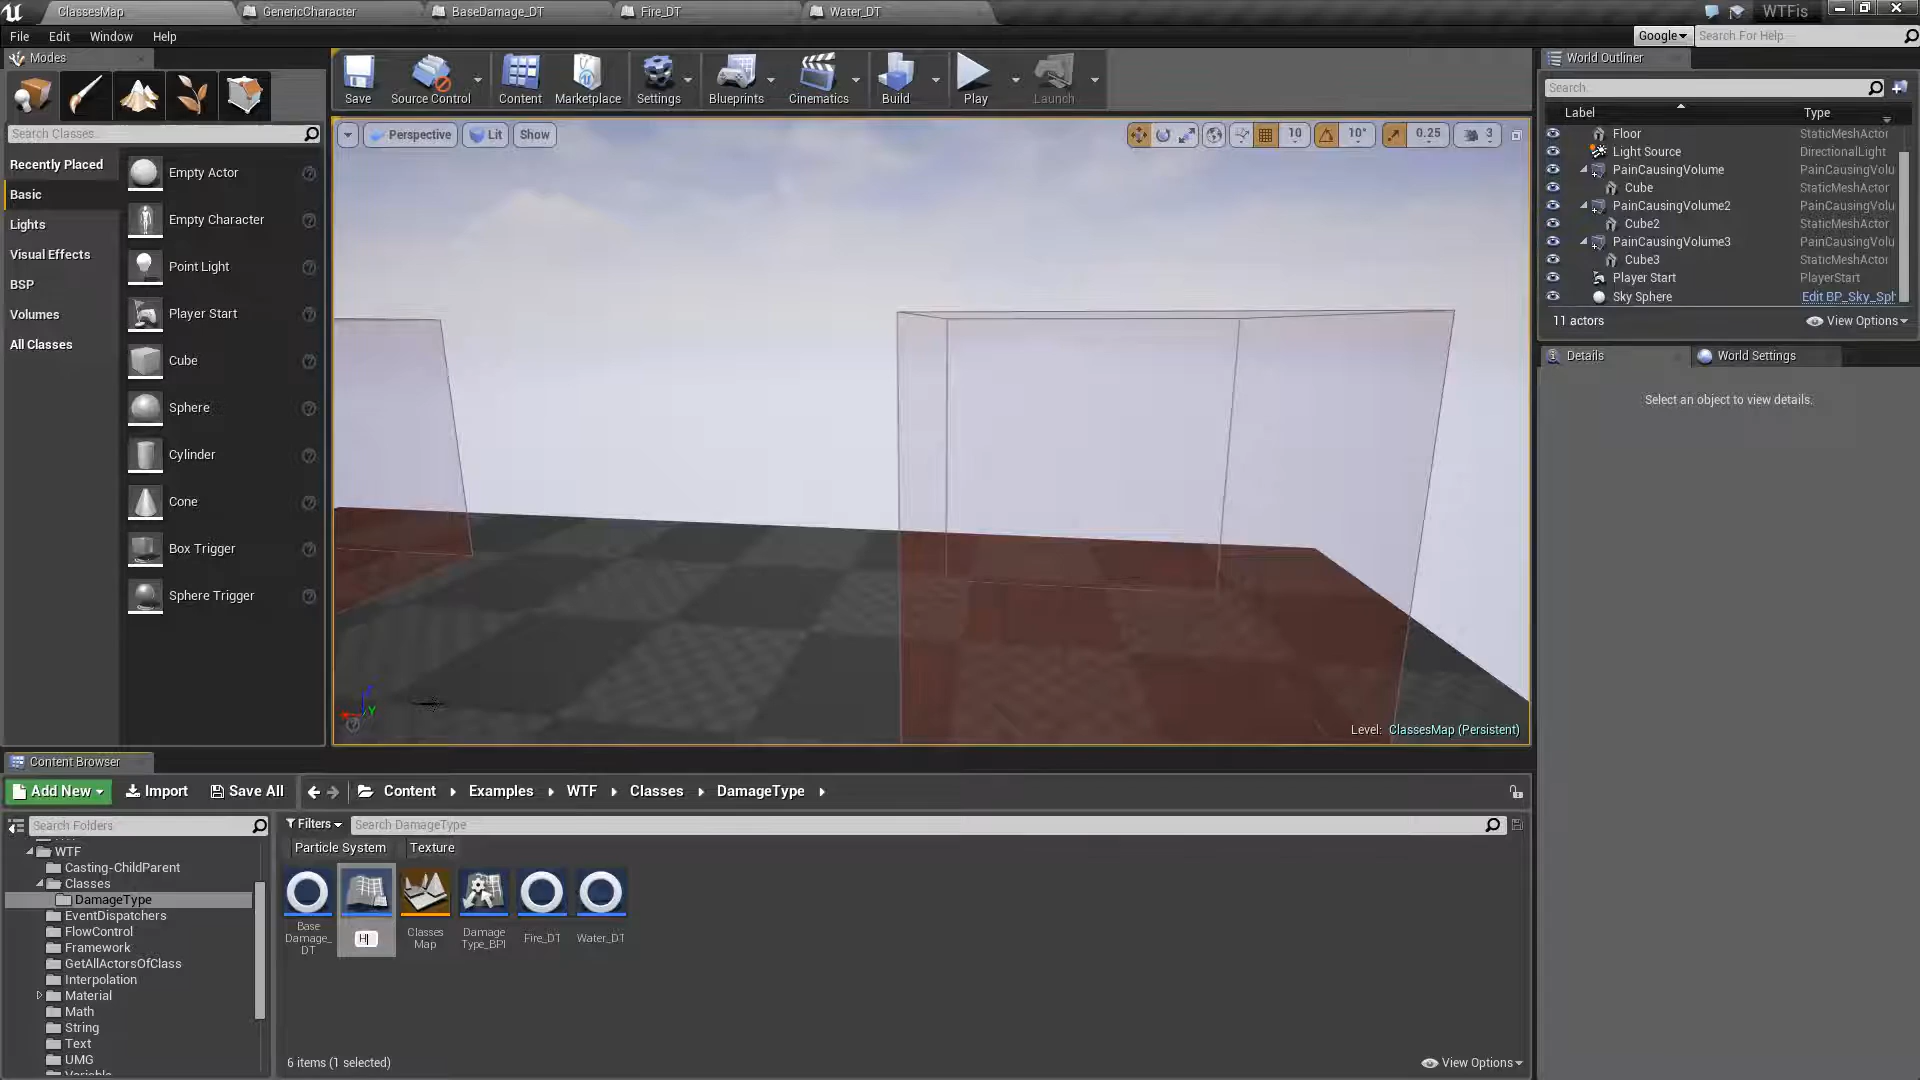 ClassesMap
GenericCharacter
BaseDamage_DT
Fire_DT
Water_DT
WTFis
File
Edit
Window
Help
Google
Search For Help
Modes
Search Classes
Recently Placed
Basic
Lights
Visual Effects
BSP
Volumes
All Classes
Empty Actor
Empty Character
Point Light
Player Start
Cube
Sphere
Cylinder
Cone
Box Trigger
Sphere Trigger
Save
Source Control
Content
Marketplace
Settings
Blueprints
Cinematics
Build
Play
Launch
Perspective
Lit
Show
10
10°
0.25
3
Y
Level: ClassesMap (Persistent)
World Outliner
Search.
Label
Type
Floor
StaticMeshActor
Light Source
DirectionalLight
PainCausingVolume
PainCausingVolu
Cube
StaticMeshActor
PainCausingVolume2
PainCausingVolu
Cube2
StaticMeshActor
PainCausingVolume3
PainCausingVolu
Cube3
StaticMeshActor
Player Start
PlayerStart
Sky Sphere
Edit BP_Sky_Sph
11 actors
View Options
Details
World Settings
Select an object to view details.
Content Browser
Add New
Import
Save All
Content
Examples
WTF
Classes
DamageType
Search Folders
WTF
Casting-ChildParent
Classes
DamageType
EventDispatchers
FlowControl
Framework
GetAllActorsOfClass
Interpolation
Material
Math
String
Text
UMG
Filters
Search DamageType
Particle System
Texture
Base
Damage_
DT
H
Classes
Map
Damage
Type_BPI
Fire_DT
Water_DT
6 items (1 selected)
View Options